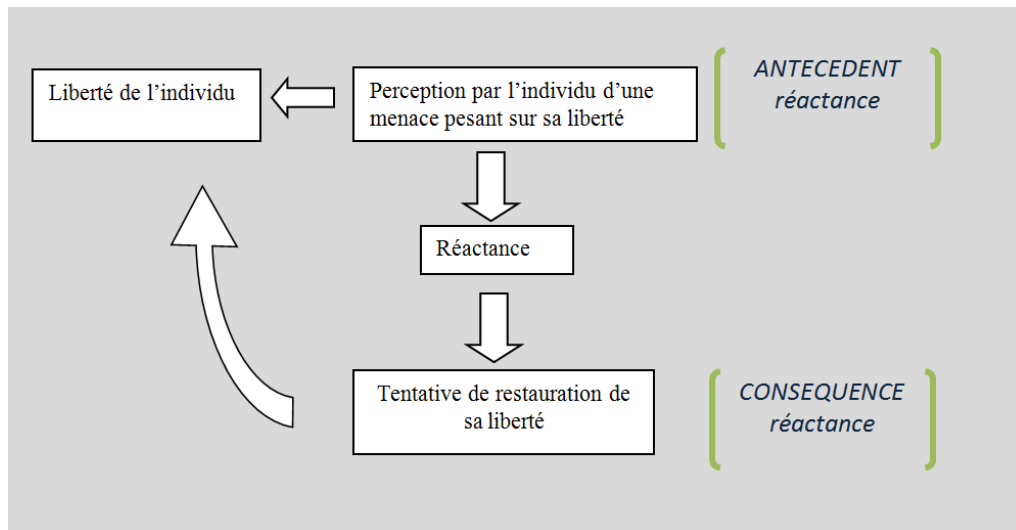 Liberté de l'individu
Perception par l'individu d'une
menace pesant sur sa liberté
ANTECEDENT
réactance
Réactance
Tentative de restauration de
sa liberté
CONSEQUENCE
réactance